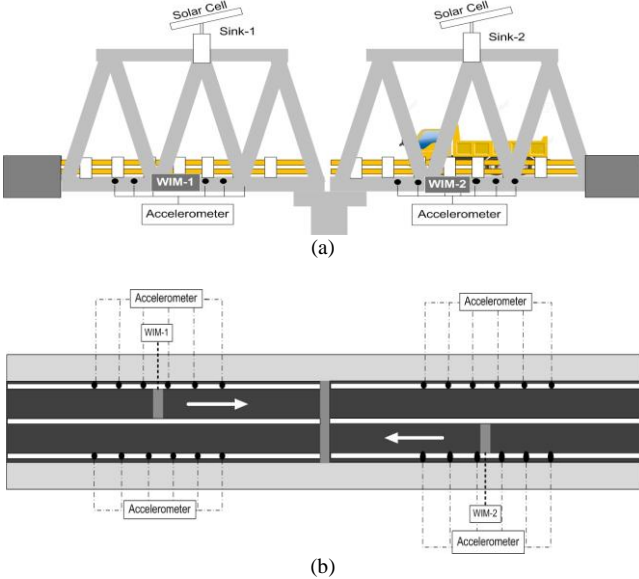 Solar Cell
Solar Cell
Sink-1
Sink-2
WIM-1
WIM-2
Accelerometer
Accelerometer
(a)
Accelerometer
Accelerometer
WIM-1
WIM-2
Accelerometer
Accelerometer
(b)